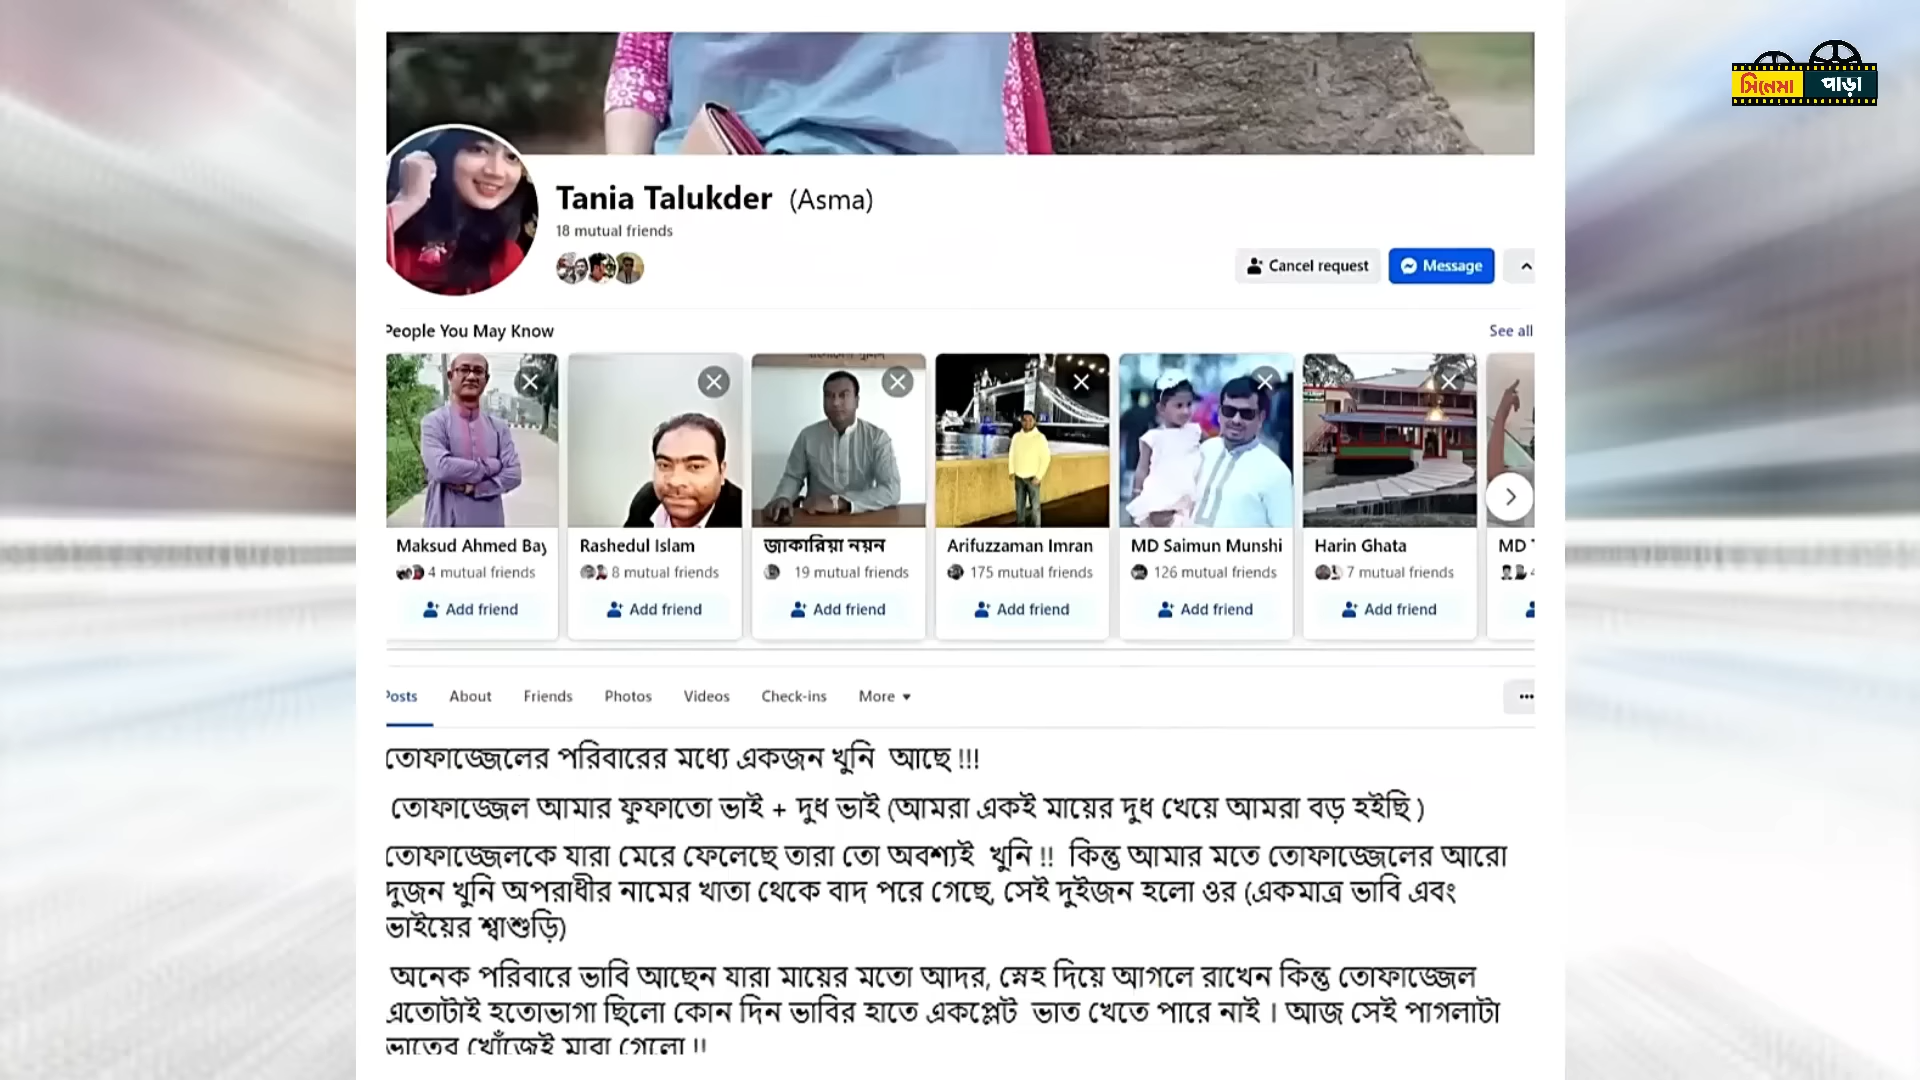 সিনেমা পাড়া
Tania Talukder (Asma)
18 mutual friends
Cancel request
Message
People You May Know
See all
Maksud Ahmed Bay
4 mutual friends
Add friend
Rashedul Islam
8 mutual friends
Add friend
জাকারিয়া নয়ন
19 mutual friends
Add friend
Arifuzzaman Imran
175 mutual friends
Add friend
MD Saimun Munshi
126 mutual friends
Add friend
Harin Ghata
7 mutual friends
Add friend
MD
Posts About Friends Photos Videos Check-ins More
তোফাজ্জেলের পরিবারের মধ্যে একজন খুনি আছে !!!
তোফাজ্জেল আমার ফুফাতো ভাই + দুধ ভাই (আমরা একই মায়ের দুধ খেয়ে আমরা বড় হইছি )
তোফাজ্জেলকে যারা মেরে ফেলেছে তারা তো অবশ্যই খুনি !! কিন্তু আমার মতে তোফাজ্জেলের আরো
দুজন খুনি অপরাধীর নামের খাতা থেকে বাদ পরে গেছে, সেই দুইজন হলো ওর (একমাত্র ভাবি এবং
ভাইয়ের শ্বাশুড়ি)
অনেক পরিবারে ভাবি আছেন যারা মায়ের মতো আদর, স্নেহ দিয়ে আগলে রাখেন কিন্তু তোফাজ্জেল
এতোটাই হতোভাগা ছিলো কোন দিন ভাবির হাতে একপ্লেট ভাত খেতে পারে নাই । আজ সেই পাগলাটা
ভাতের খোঁজেই মারা গেলো !!